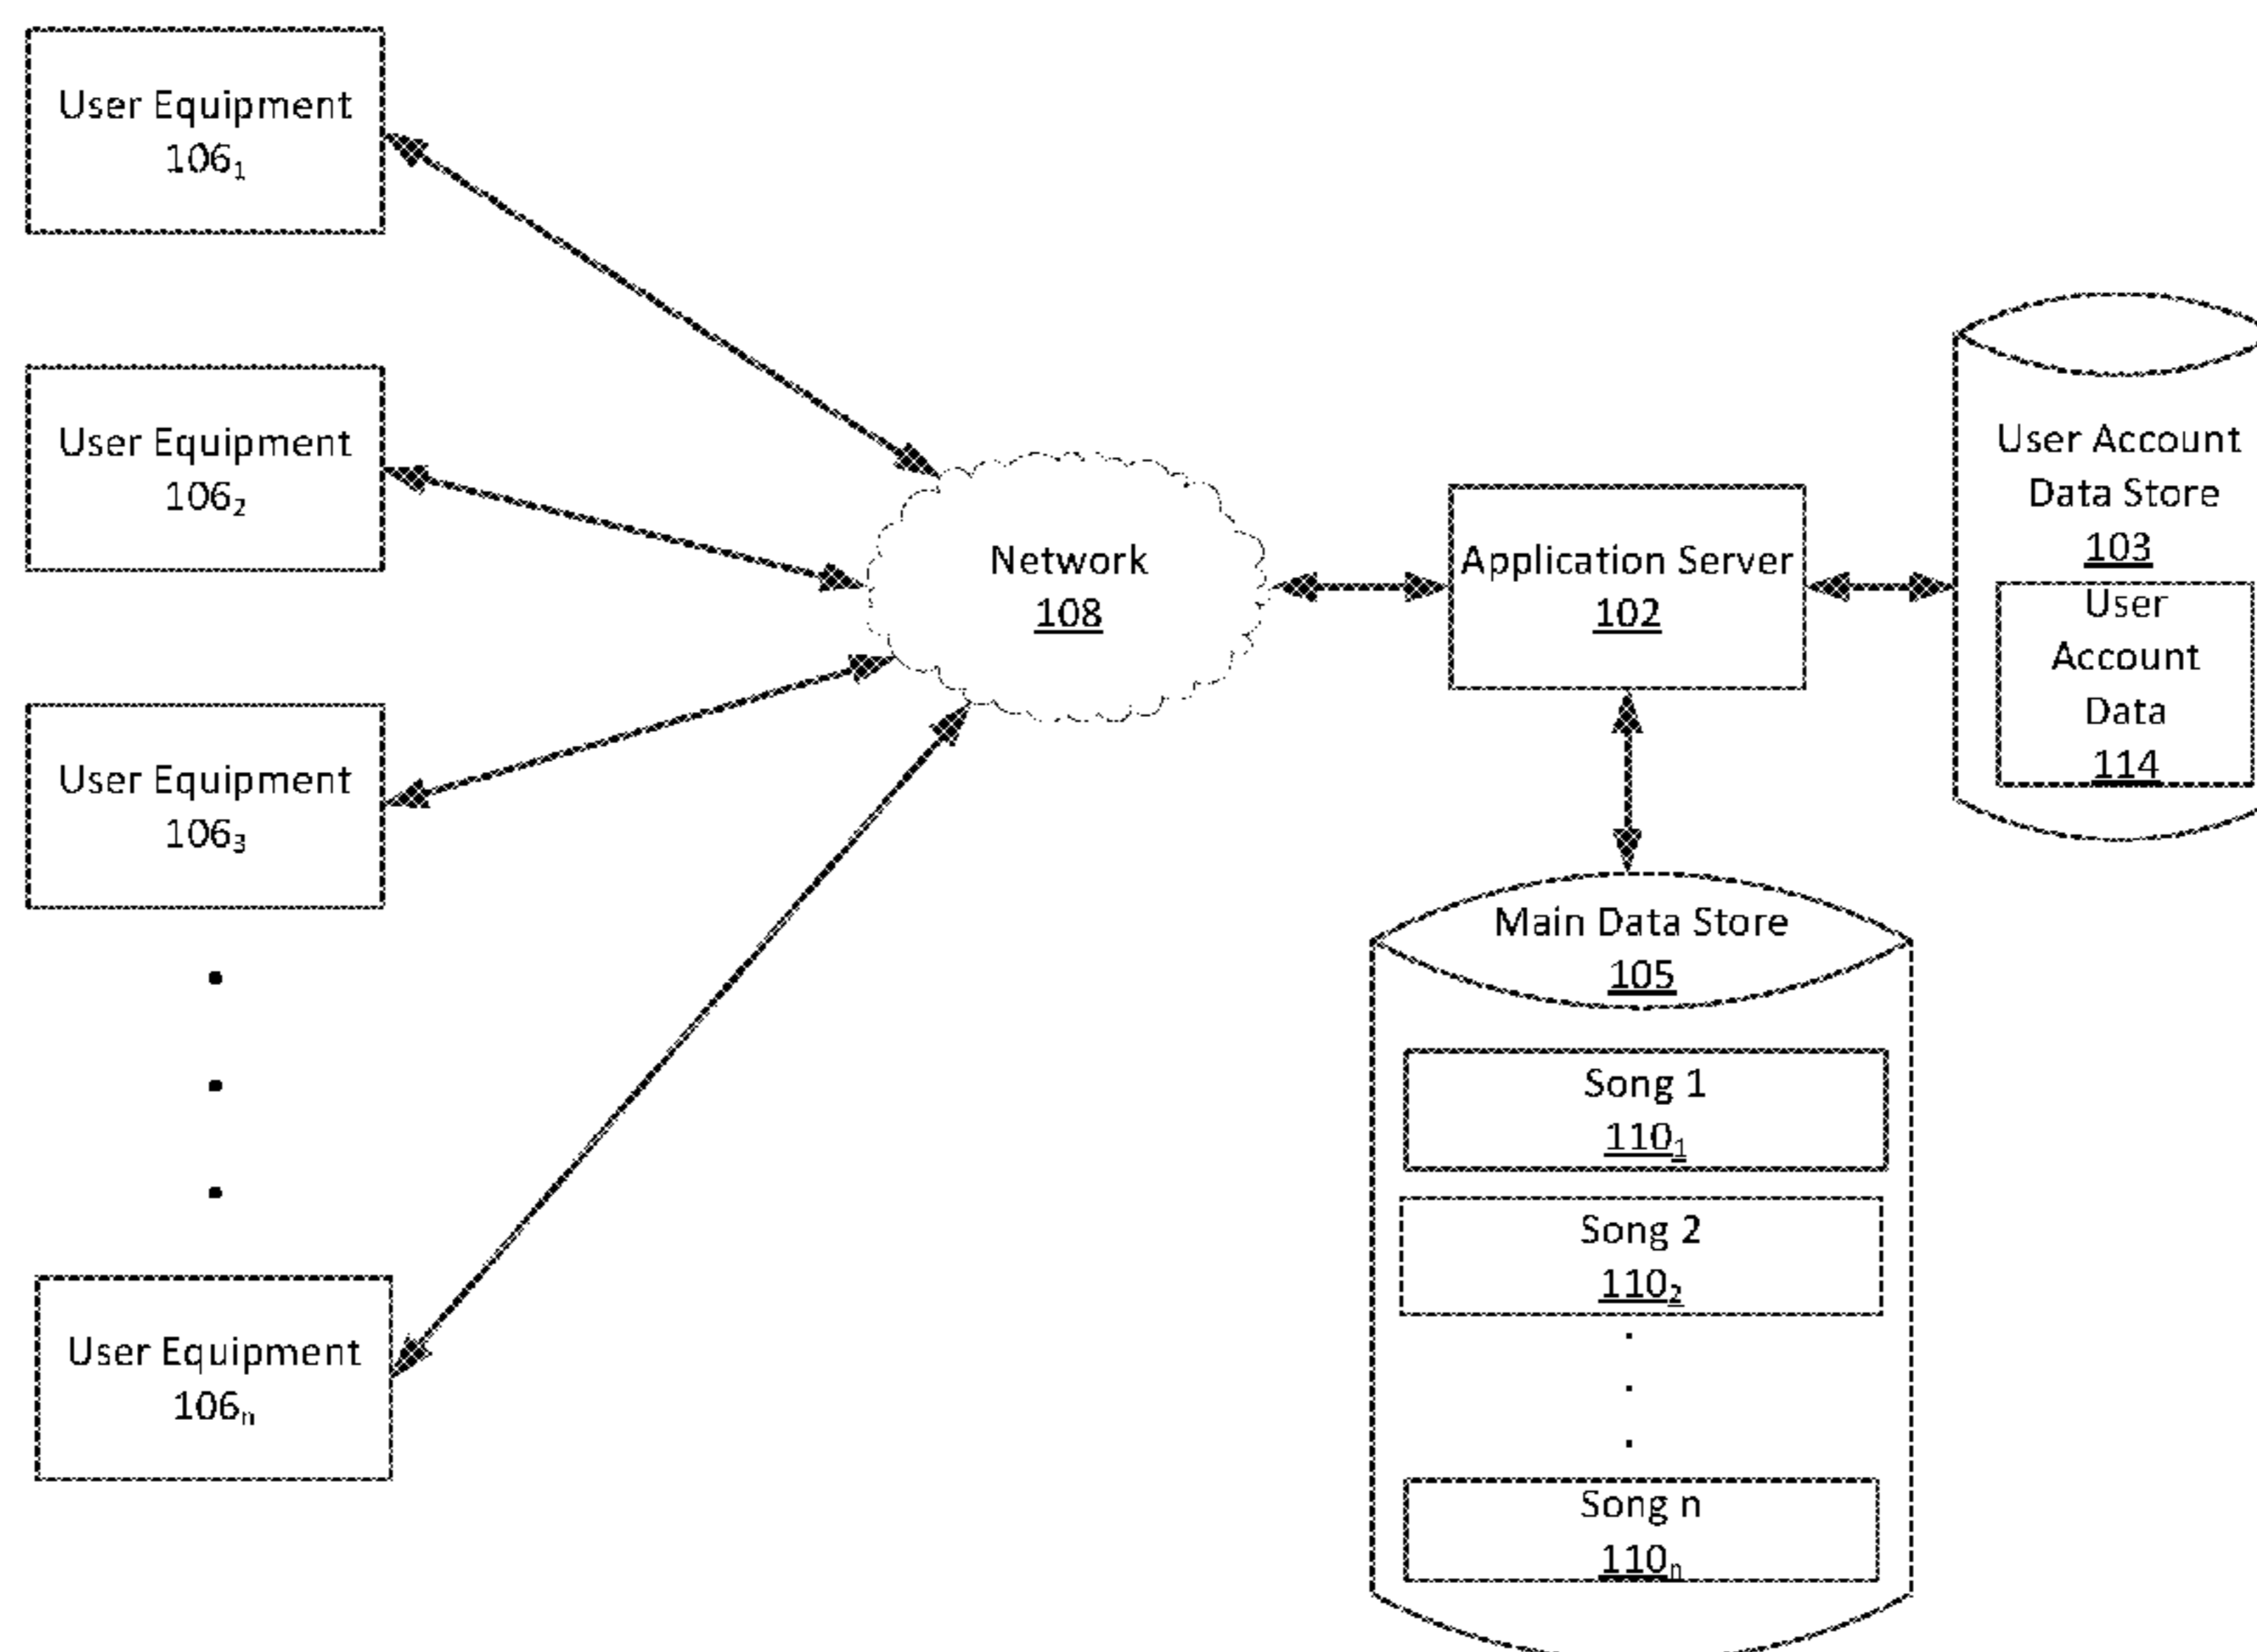 User Equipment
106₁
User Equipment
106₂
User Equipment
106₃
User Equipment
106ₙ
Network
108
Application Server
102
User Account
Data Store
103
User
Account
Data
114
Main Data Store
105
Song 1
110₁
Song 2
110₂
Song n
110ₙ